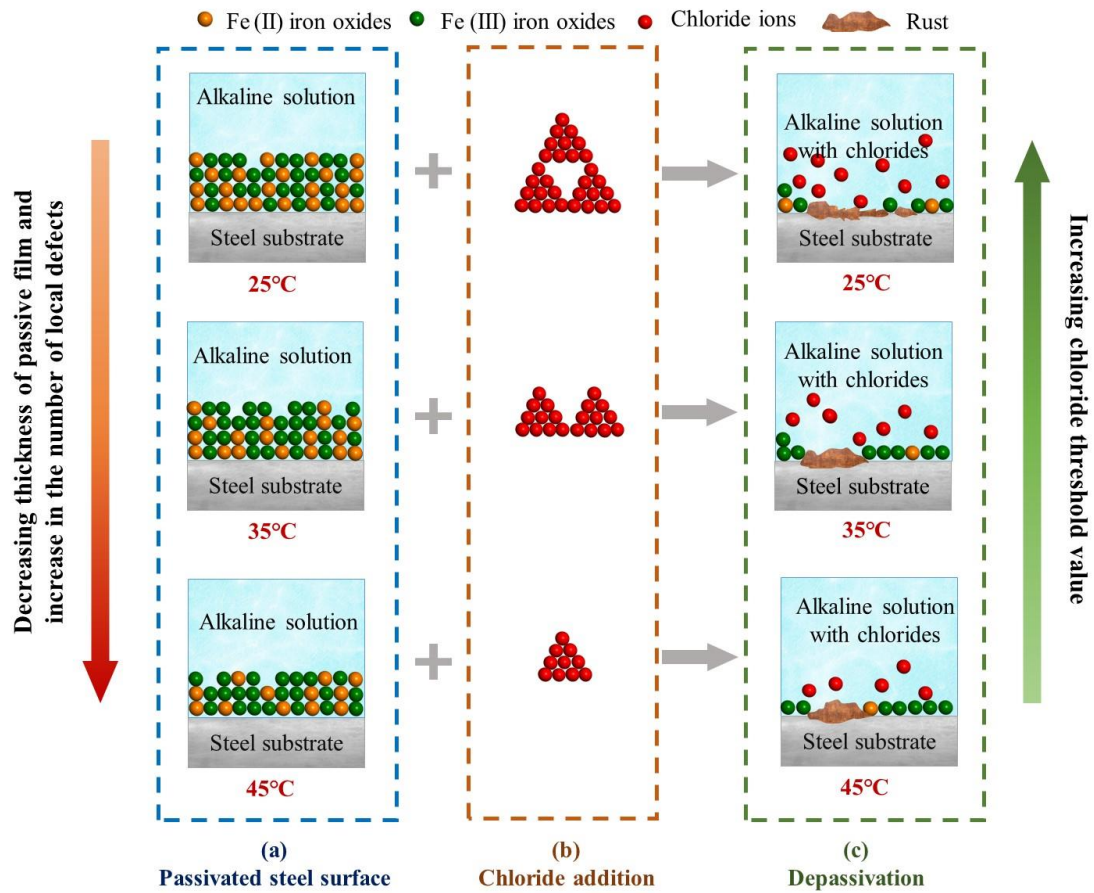 Fe (II) iron oxides
Fe (III) iron oxides
Chloride ions
Rust
Decreasing thickness of passive film and
increase in the number of local defects
Alkaline solution
Steel substrate
25°C
Alkaline solution
Steel substrate
35°C
Alkaline solution
Steel substrate
45°C
(a)
Passivated steel surface
+
+
+
(b)
Chloride addition
Alkaline solution
with chlorides
Steel substrate
25°C
Alkaline solution
with chlorides
Steel substrate
35°C
Alkaline solution
with chlorides
Steel substrate
45°C
(c)
Depassivation
Increasing chloride threshold value